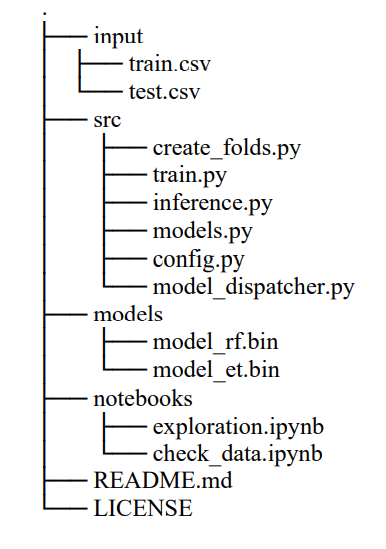 .
input
train.csv
test.csv
src
create_folds.py
train.py
inference.py
models.py
config.py
model_dispatcher.py
models
model_rf.bin
model_et.bin
notebooks
exploration.ipynb
check_data.ipynb
README.md
LICENSE